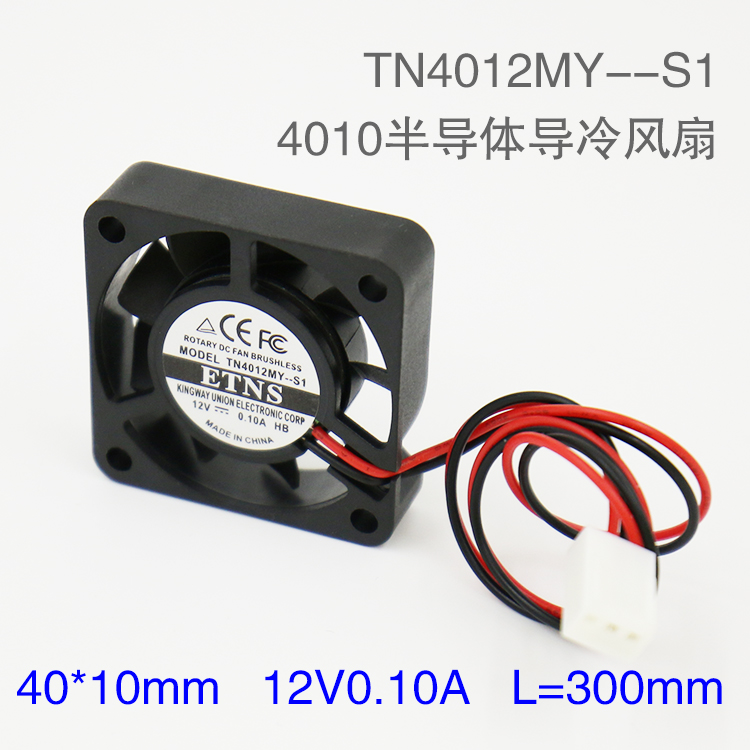 TN4012MY--S1
4010半导体导冷风扇
CE FC
ROTARY DC FAN BRUSHLESS
MODEL TN4012MY--S1
ETNS
KINGWAY UNION ELECTRONIC CORP
12V 0.10A HB
MADE IN CHINA
40*10mm 12V0.10A L=300mm